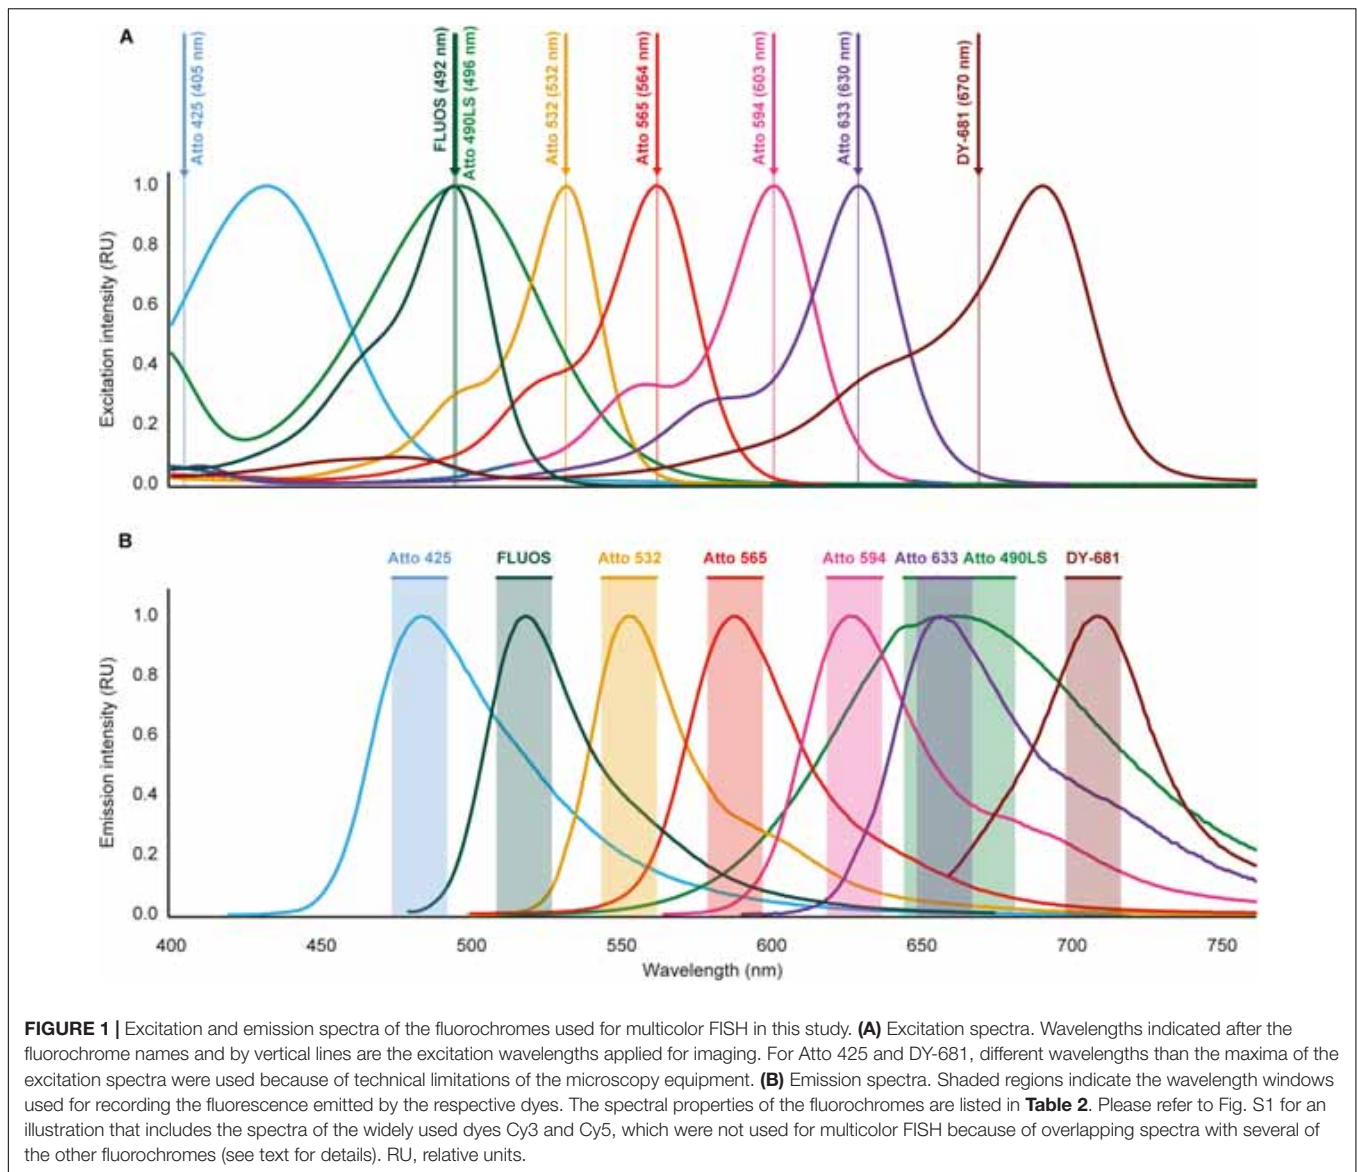 A
Atto 425 (405 nm)
FLUOS (492 nm)
Atto 490LS (496 nm)
Atto 532 (532 nm)
Atto 565 (564 nm)
Atto 594 (603 nm)
Atto 633 (630 nm)
DY-681 (670 nm)
1.0
0.8
0.6
0.4
0.2
0.0
Excitation intensity (RU)
B
Atto 425 FLUOS Atto 532 Atto 565 Atto 594 Atto 633 Atto 490LS DY-681
1.0
0.8
0.6
0.4
0.2
0.0
Emission intensity (RU)
400 450 500 550 600 650 700 750
Wavelength (nm)
FIGURE 1 | Excitation and emission spectra of the fluorochromes used for multicolor FISH in this study. (A) Excitation spectra. Wavelengths indicated after the
fluorochrome names and by vertical lines are the excitation wavelengths applied for imaging. For Atto 425 and DY-681, different wavelengths than the maxima of the
excitation spectra were used because of technical limitations of the microscopy equipment. (B) Emission spectra. Shaded regions indicate the wavelength windows
used for recording the fluorescence emitted by the respective dyes. The spectral properties of the fluorochromes are listed in Table 2. Please refer to Fig. S1 for an
illustration that includes the spectra of the widely used dyes Cy3 and Cy5, which were not used for multicolor FISH because of overlapping spectra with several of
the other fluorochromes (see text for details). RU, relative units.